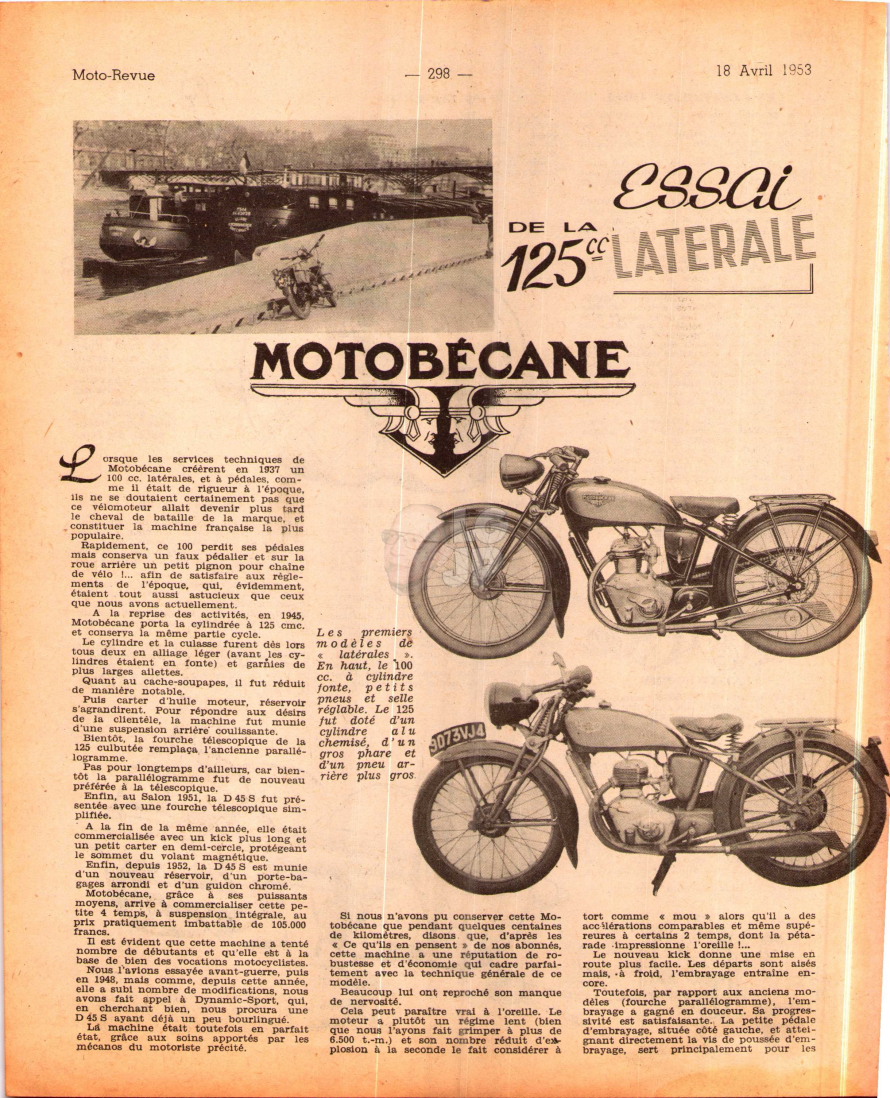 Moto-Revue
— 298 —
18 Avril 1953
ESSAI
DE LA
125cc LATERALE
MOTOBÉCANE
Lorsque les services techniques de
Motobécane créèrent en 1937 un
100 cc. latérales, et à pédales, com-
me il était de rigueur à l'époque,
ils ne se doutaient certainement pas que
ce vélomoteur allait devenir plus tard
le cheval de bataille de la marque, et
constituer la machine française la plus
populaire.
Rapidement, ce 100 perdit ses pédales
mais conserva un faux pédalier et sur la
roue arrière un petit pignon pour chaîne
de vélo !... afin de satisfaire aux règle-
ments de l'époque, qui, évidemment,
étaient tout aussi astucieux que ceux
que nous avons actuellement.
A la reprise des activités, en 1945,
Motobécane porta la cylindrée à 125 cmc.
et conserva la même partie cycle.
Le cylindre et la culasse furent dès lors
tous deux en alliage léger (avant les cy-
lindres étaient en fonte) et garnies de
plus larges ailettes.
Quant au cache-soupapes, il fut réduit
de manière notable.
Puis carter d'huile moteur, réservoir
s'agrandirent. Pour répondre aux désirs
de la clientèle, la machine fut munie
d'une suspension arrière coulissante.
Bientôt, la fourche télescopique de la
125 culbutée remplaça l'ancienne parallé-
logramme.
Pas pour longtemps d'ailleurs, car bien-
tôt la parallélogramme fut de nouveau
préférée à la télescopique.
Enfin, au Salon 1951, la D 45 S fut pré-
sentée avec une fourche télescopique sim-
plifiée.
A la fin de la même année, elle était
commercialisée avec un kick plus long et
un petit carter en demi-cercle, protégeant
le sommet du volant magnétique.
Enfin, depuis 1952, la D 45 S est munie
d'un nouveau réservoir, d'un porte-ba-
gages arrondi et d'un guidon chromé.
Motobécane, grâce à ses puissants
moyens, arrive à commercialiser cette pe-
tite 4 temps, à suspension intégrale, au
prix pratiquement imbattable de 105.000
francs.
Il est évident que cette machine a tenté
nombre de débutants et qu'elle est à la
base de bien des vocations motocyclistes.
Nous l'avions essayée avant-guerre, puis
en 1948, mais comme, depuis cette année,
elle a subi nombre de modifications, nous
avons fait appel à Dynamic-Sport, qui,
en cherchant bien, nous procura une
D 45 S ayant déjà un peu bourlingué.
La machine était toutefois en parfait
état, grâce aux soins apportés par les
mécanos du motoriste précité.
Les premiers
modèles de
« latérales ».
En haut, le 100
cc. à cylindre
fonte, petits
pneus et selle
réglable. Le 125
fut doté d'un
cylindre alu
chemisé, d'un
gros phare et
d'un pneu ar-
rière plus gros.
3073VJ4
Si nous n'avons pu conserver cette Mo-
tobécane que pendant quelques centaines
de kilomètres, disons que, d'après les
« Ce qu'ils en pensent » de nos abonnés,
cette machine a une réputation de ro-
bustesse et d'économie qui cadre parfai-
tement avec la technique générale de ce
modèle.
Beaucoup lui ont reproché son manque
de nervosité.
Cela peut paraître vrai à l'oreille. Le
moteur a plutôt un régime lent (bien
que nous l'ayons fait grimper à plus de
6.500 t.-m.) et son nombre réduit d'ex-
plosion à la seconde le fait considérer à
tort comme « mou » alors qu'il a des
accélérations comparables et même supé-
reures à certains 2 temps, dont la péta-
rade impressionne l'oreille !...
Le nouveau kick donne une mise en
route plus facile. Les départs sont aisés
mais, à froid, l'embrayage entraîne en-
core.
Toutefois, par rapport aux anciens mo-
dèles (fourche parallélogramme), l'em-
brayage a gagné en douceur. Sa progres-
sivité est satisfaisante. La petite pédale
d'embrayage, située côté gauche, et attei-
gnant directement la vis de poussée d'em-
brayage, sert principalement pour les